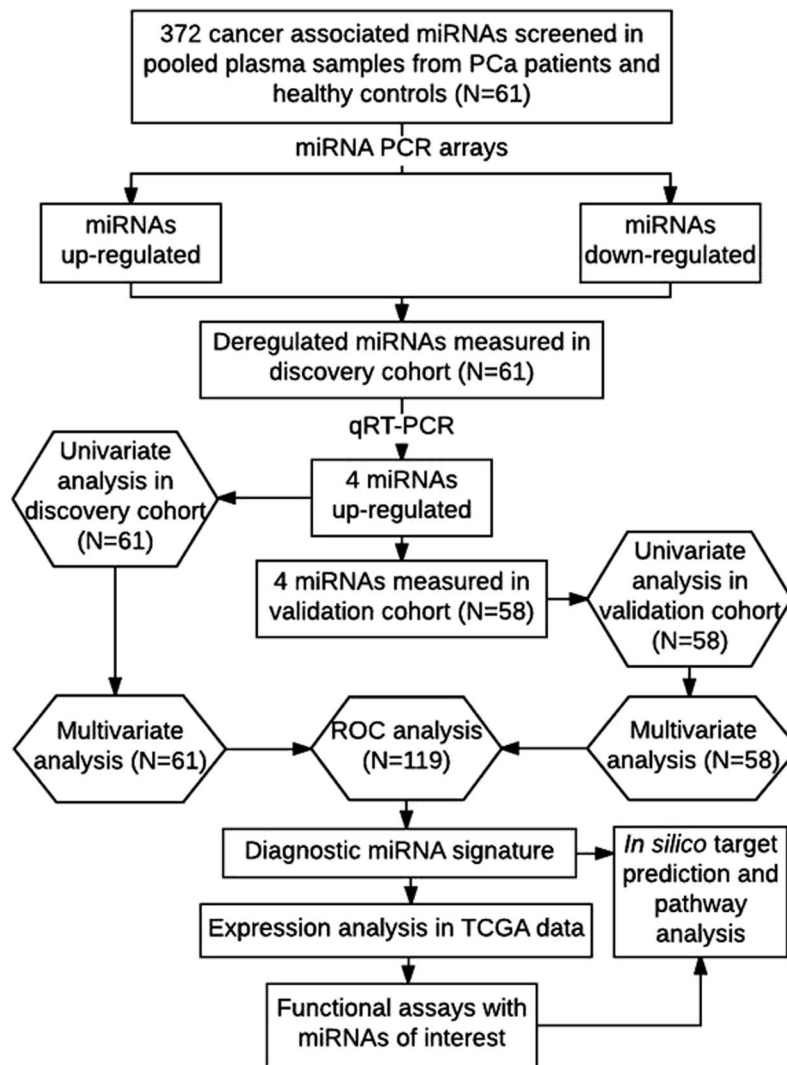 372 cancer associated miRNAs screened in
pooled plasma samples from PCa patients and
healthy controls (N=61)
miRNA PCR arrays
miRNAs
up-regulated
miRNAs
down-regulated
Deregulated miRNAs measured in
discovery cohort (N=61)
qRT-PCR
Univariate
analysis in
discovery cohort
(N=61)
4 miRNAs
up-regulated
4 miRNAs measured in
validation cohort (N=58)
Univariate
analysis in
validation cohort
(N=58)
Multivariate
analysis (N=61)
ROC analysis
(N=119)
Multivariate
analysis (N=58)
Diagnostic miRNA signature
In silico target
prediction and
pathway
analysis
Expression analysis in TCGA data
Functional assays with
miRNAs of interest